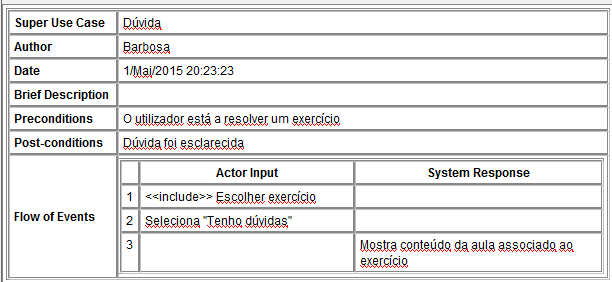 Super Use Case Dúvida
Author Barbosa
Date 1/Mai/2015 20:23:23
Brief Description
Preconditions O utilizador está a resolver um exercício
Post-conditions Dúvida foi esclarecida
Flow of Events
Actor Input System Response
1 <<include>> Escolher exercício
2 Seleciona "Tenho dúvidas"
3 Mostra conteúdo da aula associado ao
exercício